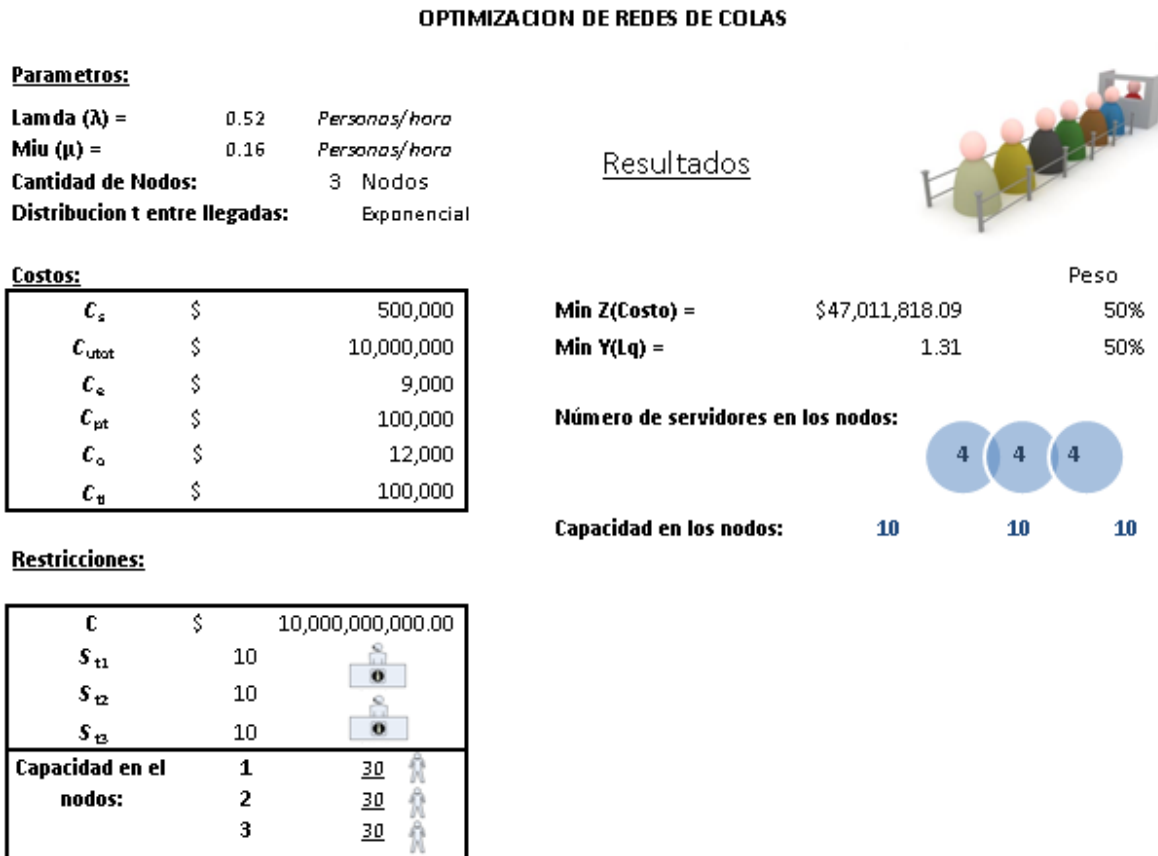 OPTIMIZACION DE REDES DE COLAS
Parametros:
Lamda (λ) = 0.52 Personas/hora
Miu (μ) = 0.16 Personas/hora
Cantidad de Nodos: 3 Nodos
Distribucion t entre llegadas: Exponencial
Resultados
Costos:
Cs $ 500,000
Cutot $ 10,000,000
Ce $ 9,000
Cpt $ 100,000
Co $ 12,000
Ctl $ 100,000
Peso
Min Z(Costo) = $47,011,818.09 50%
Min Y(Lq) = 1.31 50%
Número de servidores en los nodos: 4 4 4
Capacidad en los nodos: 10 10 10
Restricciones:
C $ 10,000,000,000.00
S t1 10
S t2 10
S t3 10
Capacidad en el 1 30
nodos: 2 30
3 30